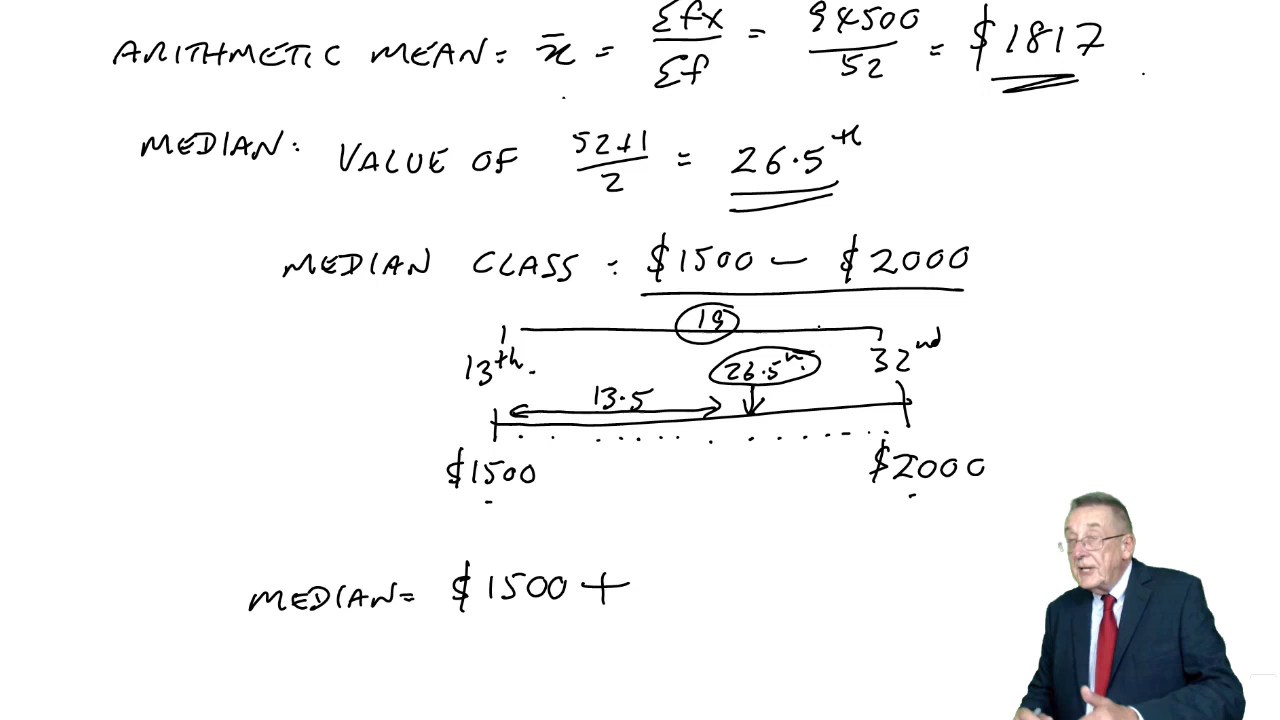 ARITHMETIC MEAN = x̄ = Σfx / Σf = 94500 / 52 = $1817
MEDIAN: VALUE OF 52+1 / 2 = 26.5th
MEDIAN CLASS: $1500 - $2000
19
13th. 26.5th. 32nd
13.5
$1500 $2000
MEDIAN = $1500 +